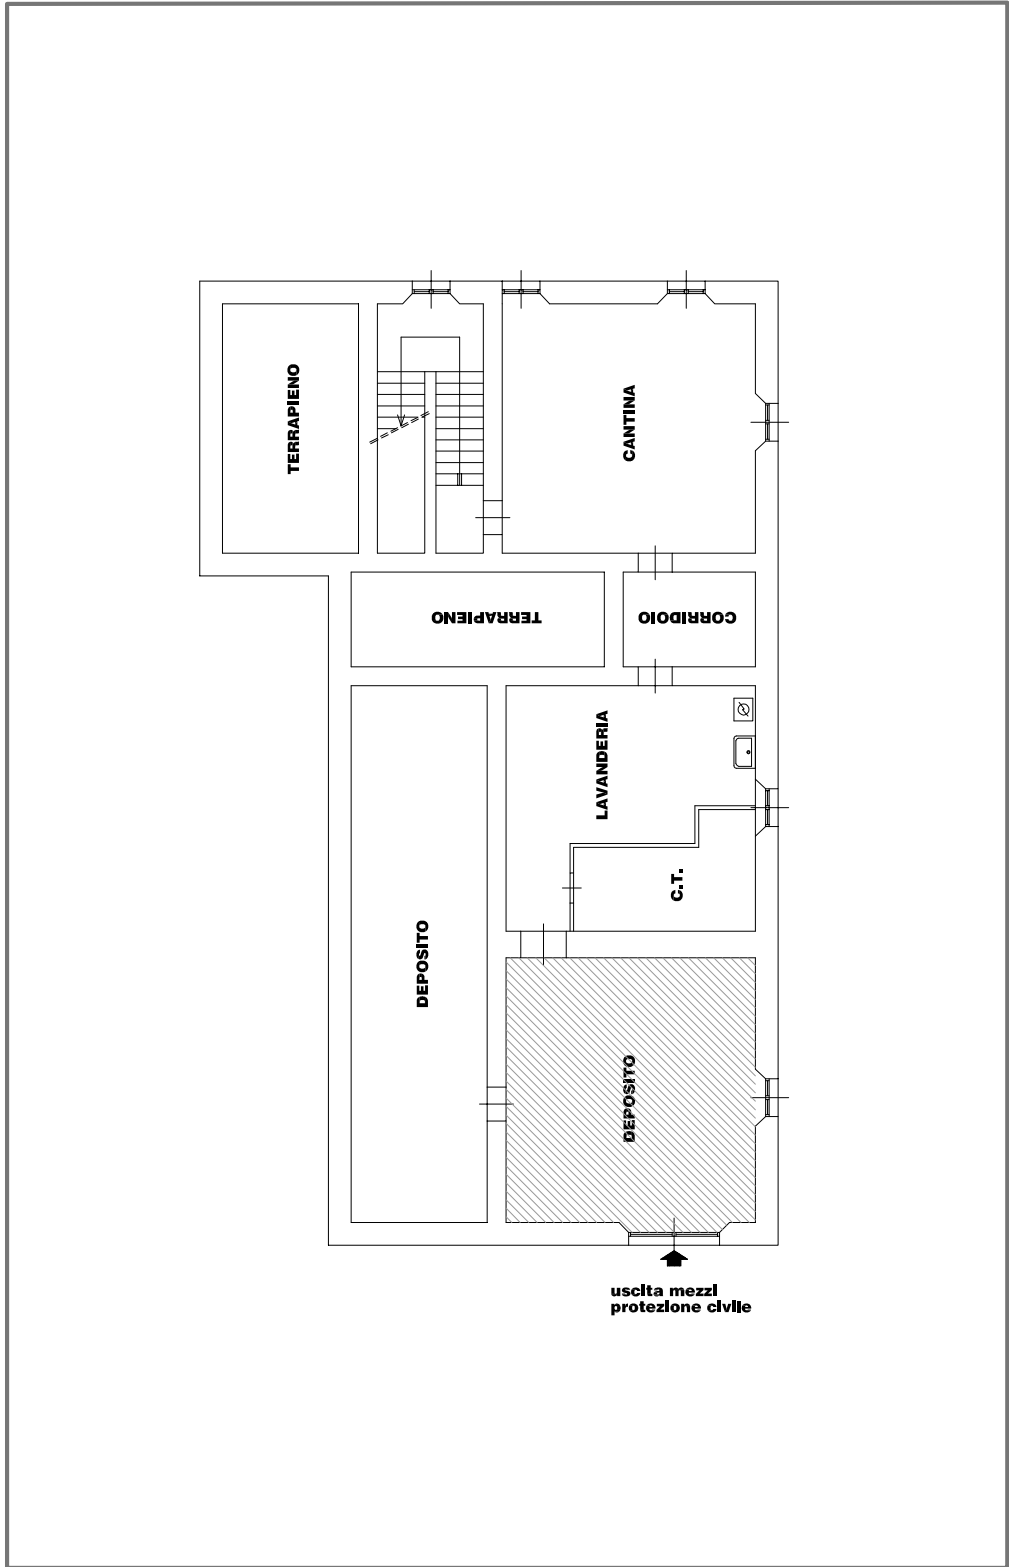 TERRAPIENO
CANTINA
TERRAPIENO
CORRIDOIO
LAVANDERIA
C.T.
DEPOSITO
DEPOSITO
uscita mezzi
protezione civile